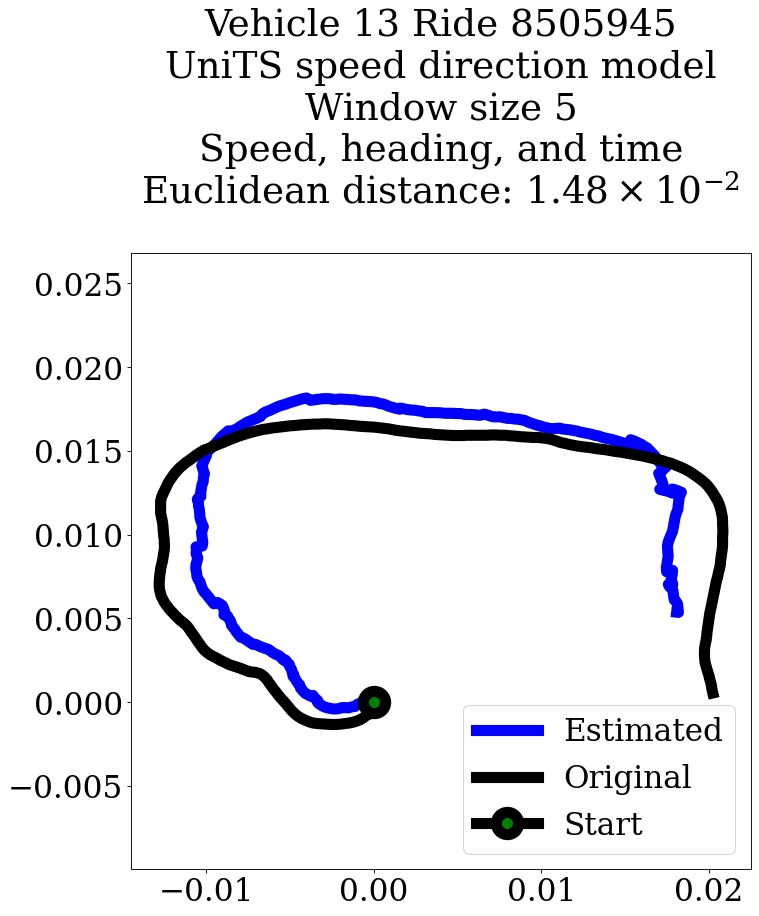 Vehicle 13 Ride 8505945
UniTS speed direction model
Window size 5
Speed, heading, and time
Euclidean distance: 1.48 × 10⁻²
0.025
0.020
0.015
0.010
0.005
0.000
−0.005
Estimated
Original
Start
−0.01 0.00 0.01 0.02